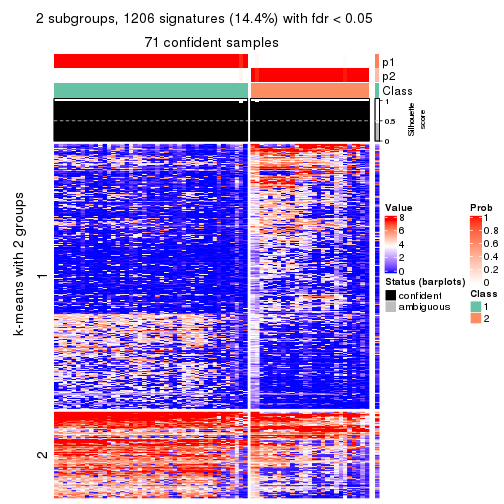 2 subgroups, 1206 signatures (14.4%) with fdr < 0.05
71 confident samples
p1
p2
Class
1
0.5
0
Silhouette
score
k-means with 2 groups
1
2
Value
8
6
4
2
0
Status (barplots)
confident
ambiguous
Prob
1
0.8
0.6
0.4
0.2
0
Class
1
2